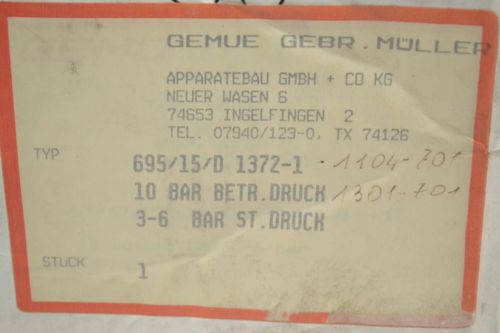 GEMUE GEBR. MÜLLER
APPARATEBAU GMBH + CO KG
NEUER WASEN 6
74653 INGELFINGEN 2
TEL. 07940/123-0, TX 74126
TYP
695/15/D 1372-1 1104-701
10 BAR BETR.DRUCK 1301-701
3-6 BAR ST.DRUCK
STUCK 1